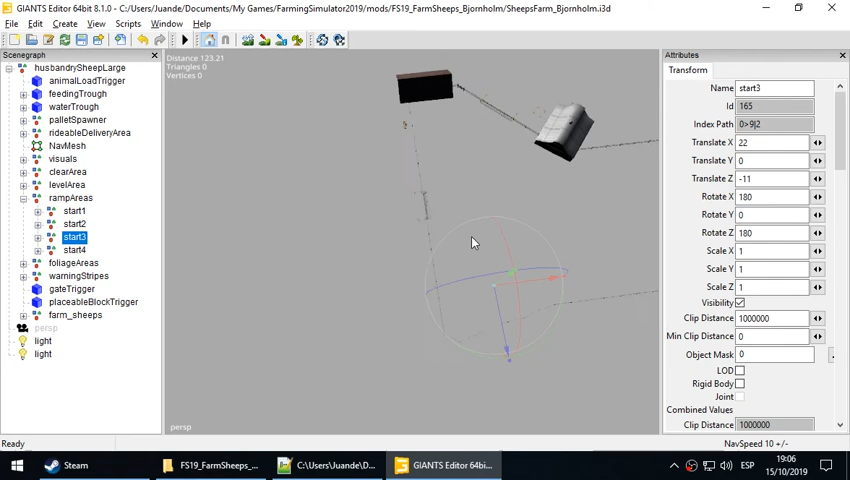 GIANTS Editor 64bit 8.1.0 - C:/Users/Juande/Documents/My Games/FarmingSimulator2019/mods/FS19_FarmSheeps_Bjornholm/SheepsFarm_Bjornholm.i3d
File Edit Create View Scripts Window Help
Scenegraph
husbandrySheepLarge
animalLoadTrigger
feedingTrough
waterTrough
palletSpawner
rideableDeliveryArea
NavMesh
visuals
clearArea
levelArea
rampAreas
start1
start2
start3
start4
foliageAreas
warningStripes
gateTrigger
placeableBlockTrigger
farm_sheeps
persp
light
light
Distance 123.21
Triangles 0
Vertices 0
persp
Attributes
Transform
Name start3
Id 165
Index Path 0>9|2
Translate X 22
Translate Y 0
Translate Z -11
Rotate X 180
Rotate Y 0
Rotate Z 180
Scale X 1
Scale Y 1
Scale Z 1
Visibility
Clip Distance 1000000
Min Clip Distance 0
Object Mask 0
LOD
Rigid Body
Joint
Combined Values
Clip Distance 1000000
Ready
NavSpeed 10 +/-
Steam
FS19_FarmSheeps_...
C:\Users\Juande\D...
GIANTS Editor 64bi...
ESP
19:06
15/10/2019